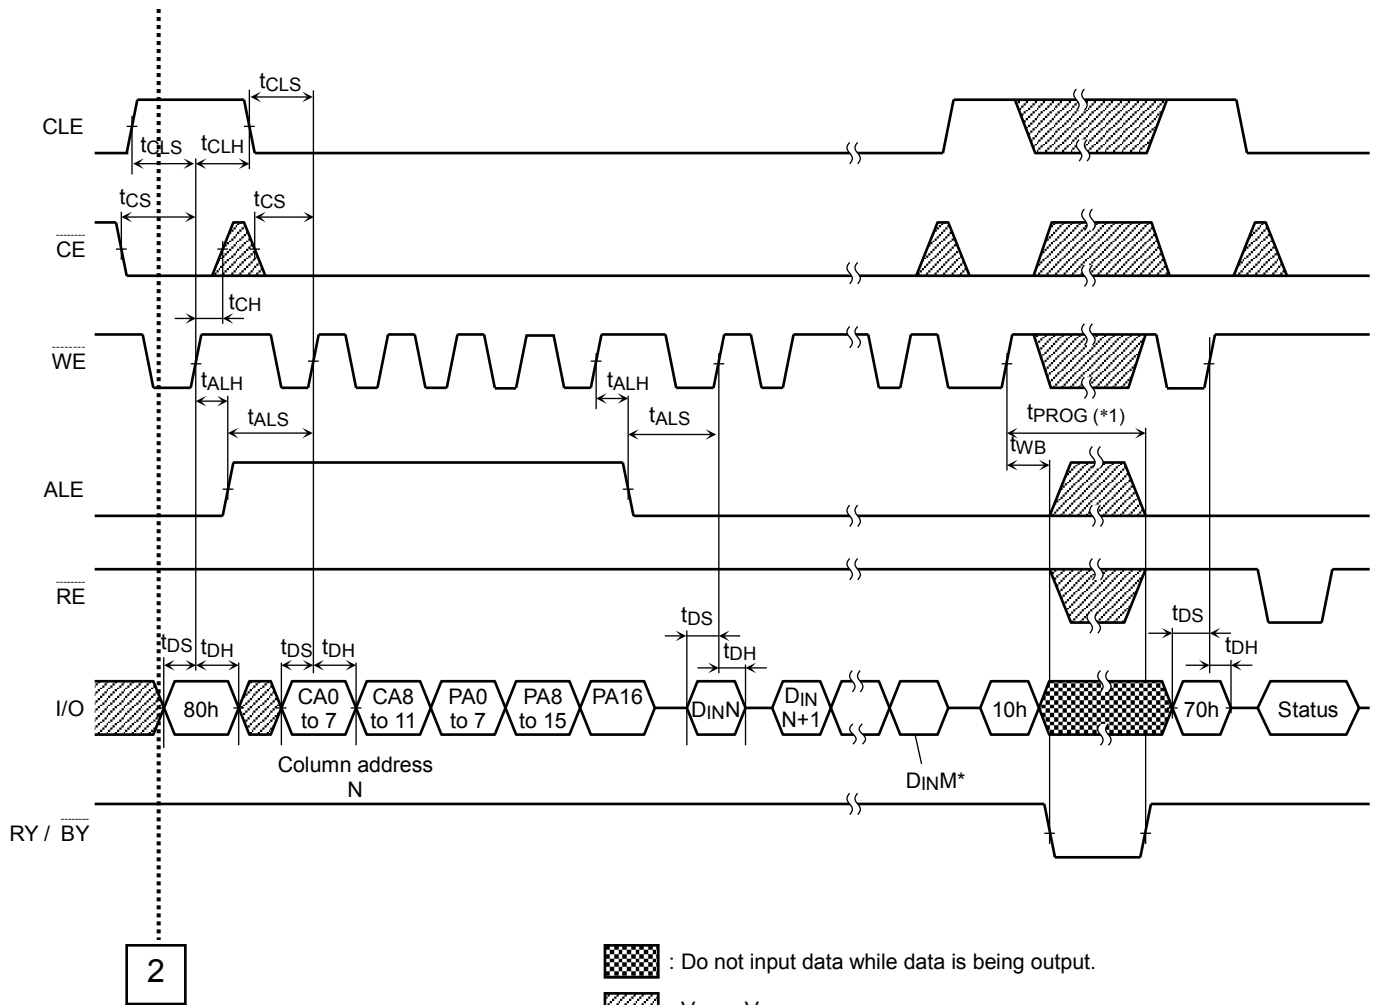 tCLS
CLE
tCLS
tCLH
tCS
tCS
CE
tCH
WE
tALH
tALH
tALS
tALS
tPROG (*1)
tWB
ALE
RE
tDS
tDH
tDS
tDH
tDS
tDH
tDS
tDH
I/O
80h
CA0 to 7
CA8 to 11
PA0 to 7
PA8 to 15
PA16
DINN
DIN N+1
10h
70h
Status
Column address
N
DINM*
RY / BY
2
: Do not input data while data is being output.